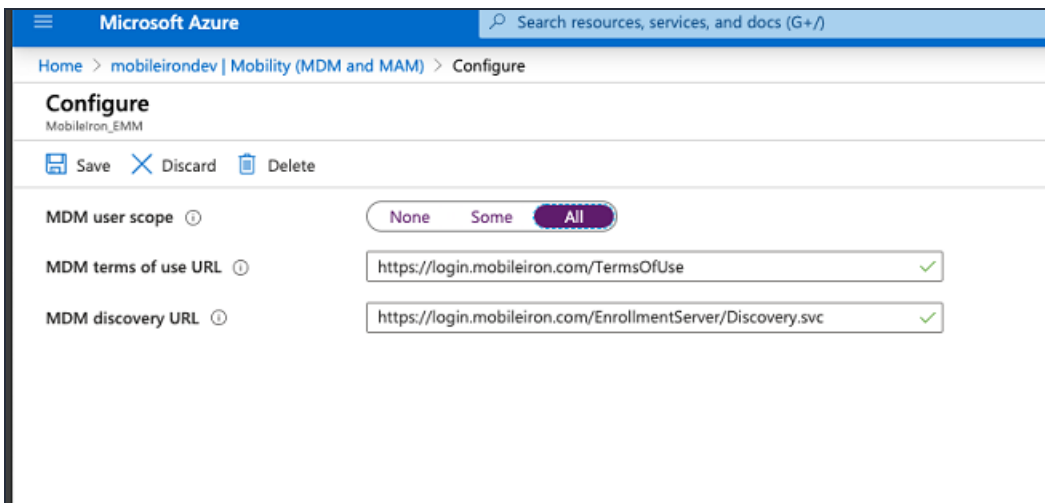 Microsoft Azure
Search resources, services, and docs (G+/)
Home > mobileirondev | Mobility (MDM and MAM) > Configure
Configure
MobileIron_EMM
Save Discard Delete
MDM user scope None Some All
MDM terms of use URL https://login.mobileiron.com/TermsOfUse
MDM discovery URL https://login.mobileiron.com/EnrollmentServer/Discovery.svc